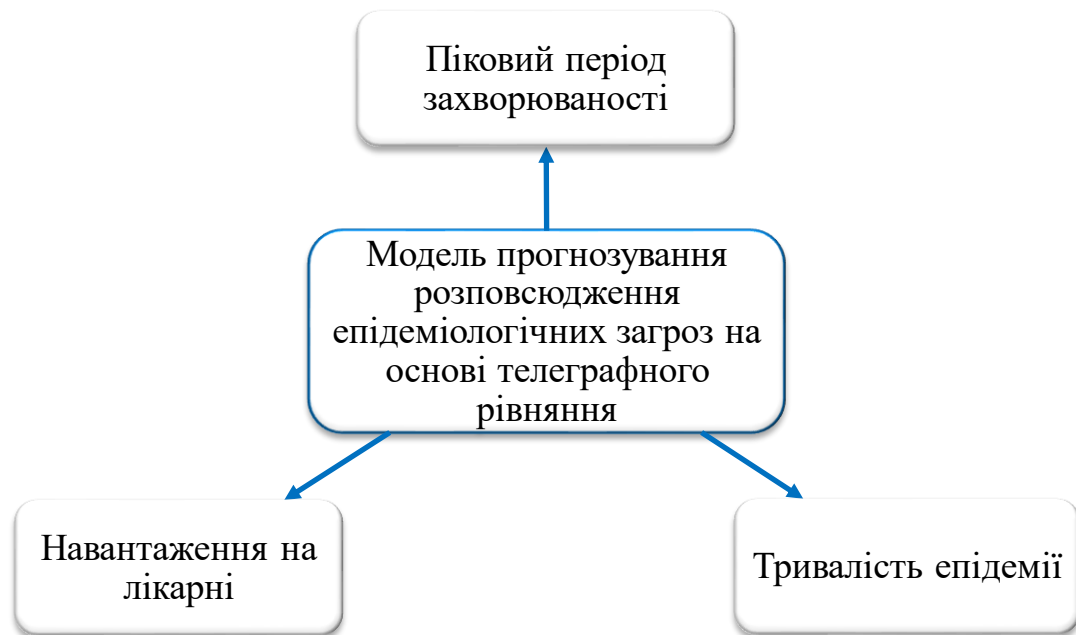 Піковий період
захворюваності
Модель прогнозування
розповсюдження
епідеміологічних загроз на
основі телеграфного
рівняння
Навантаження на
лікарні
Тривалість епідемії